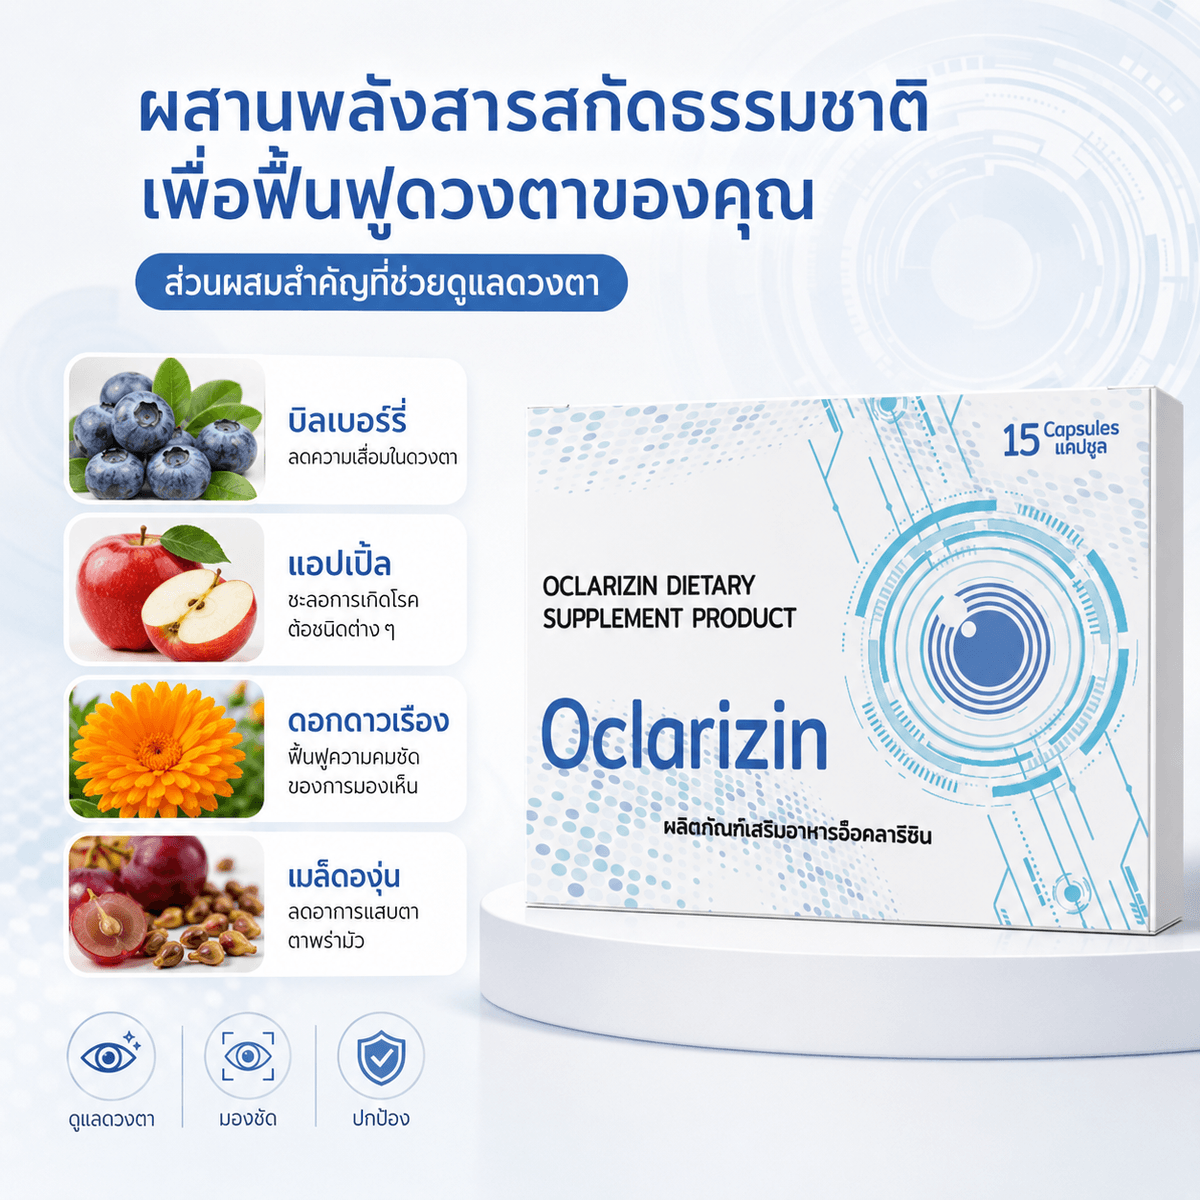 ผสานพลังสารสกัดธรรมชาติ
เพื่อฟื้นฟูดวงตาของคุณ
ส่วนผสมสำคัญที่ช่วยดูแลดวงตา
บิลเบอร์รี่
ลดความเสื่อมในดวงตา
แอปเปิ้ล
ชะลอการเกิดโรค
ต้อชนิดต่าง ๆ
ดอกดาวเรือง
ฟื้นฟูความคมชัด
ของการมองเห็น
เมล็ดองุ่น
ลดอาการแสบตา
ตาพร่ามัว
ดูแลดวงตา
มองชัด
ปกป้อง
15 Capsules
แคปซูล
OCLARIZIN DIETARY
SUPPLEMENT PRODUCT
Oclarizin
ผลิตภัณฑ์เสริมอาหารอ็อคลาริซิน